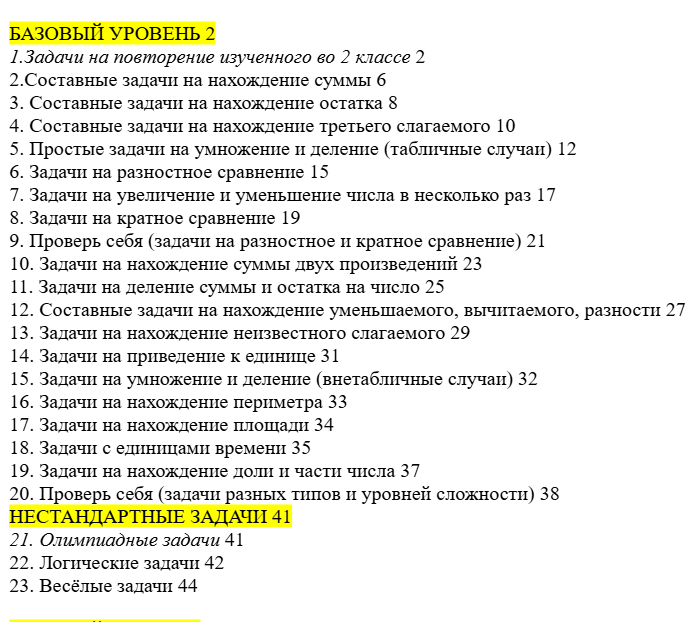 БАЗОВЫЙ УРОВЕНЬ 2
1.Задачи на повторение изученного во 2 классе 2
2.Составные задачи на нахождение суммы 6
3. Составные задачи на нахождение остатка 8
4. Составные задачи на нахождение третьего слагаемого 10
5. Простые задачи на умножение и деление (табличные случаи) 12
6. Задачи на разностное сравнение 15
7. Задачи на увеличение и уменьшение числа в несколько раз 17
8. Задачи на кратное сравнение 19
9. Проверь себя (задачи на разностное и кратное сравнение) 21
10. Задачи на нахождение суммы двух произведений 23
11. Задачи на деление суммы и остатка на число 25
12. Составные задачи на нахождение уменьшаемого, вычитаемого, разности 27
13. Задачи на нахождение неизвестного слагаемого 29
14. Задачи на приведение к единице 31
15. Задачи на умножение и деление (внетабличные случаи) 32
16. Задачи на нахождение периметра 33
17. Задачи на нахождение площади 34
18. Задачи с единицами времени 35
19. Задачи на нахождение доли и части числа 37
20. Проверь себя (задачи разных типов и уровней сложности) 38
НЕСТАНДАРТНЫЕ ЗАДАЧИ 41
21. Олимпиадные задачи 41
22. Логические задачи 42
23. Весёлые задачи 44